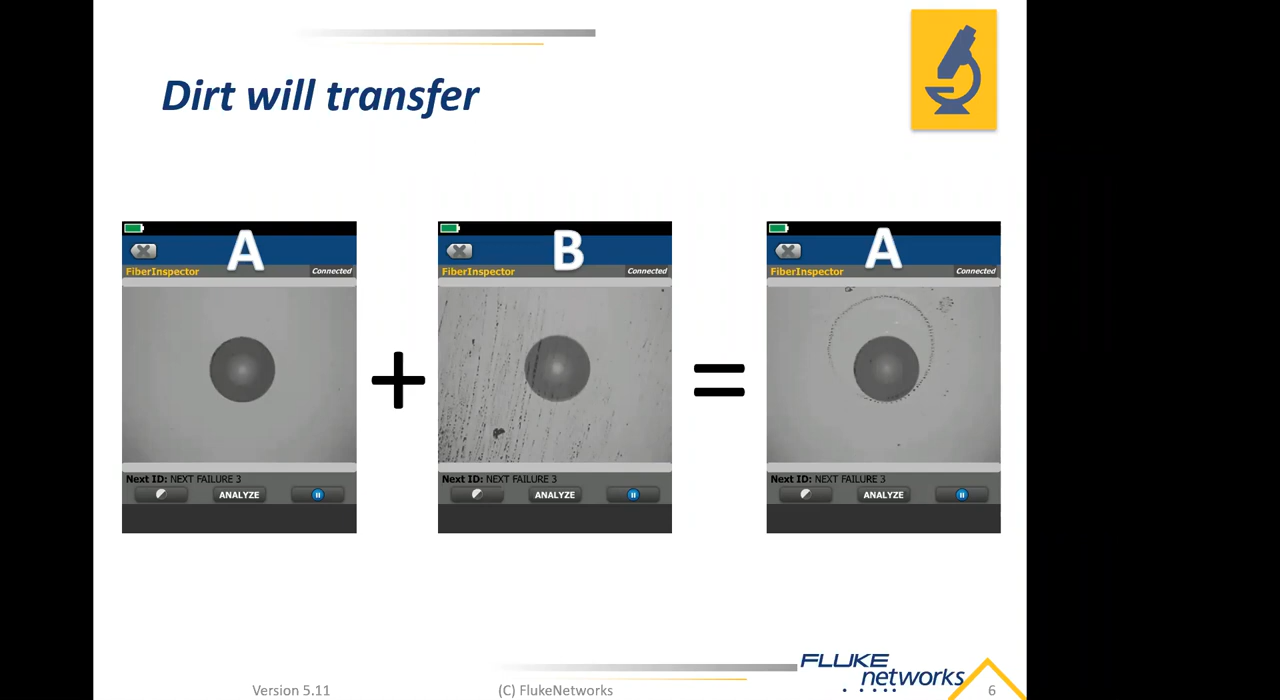 Dirt will transfer
A
FiberInspector Connected
Next ID: NEXT FAILURE 3
ANALYZE
+
B
FiberInspector Connected
Next ID: NEXT FAILURE 3
ANALYZE
=
A
FiberInspector Connected
Next ID: NEXT FAILURE 3
ANALYZE
FLUKE
networks
Version 5.11 (C) FlukeNetworks 6